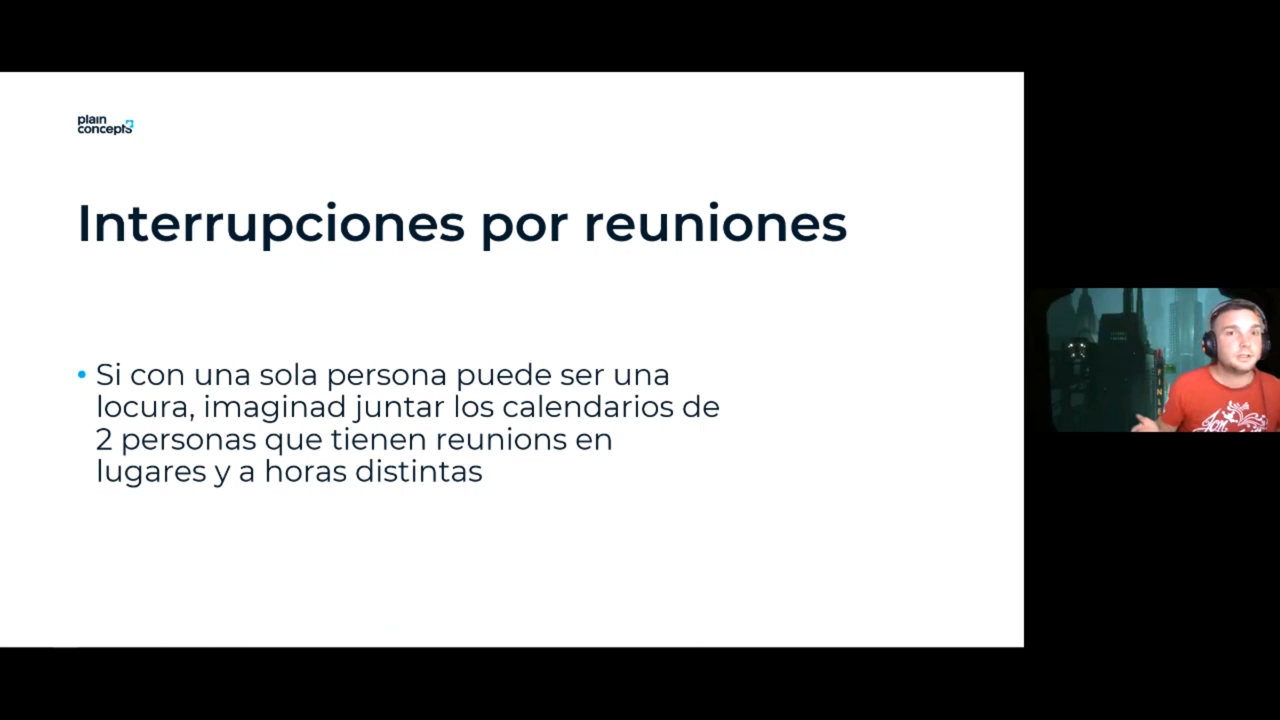 plain
concepts
Interrupciones por reuniones
• Si con una sola persona puede ser una
locura, imaginad juntar los calendarios de
2 personas que tienen reunions en
lugares y a horas distintas